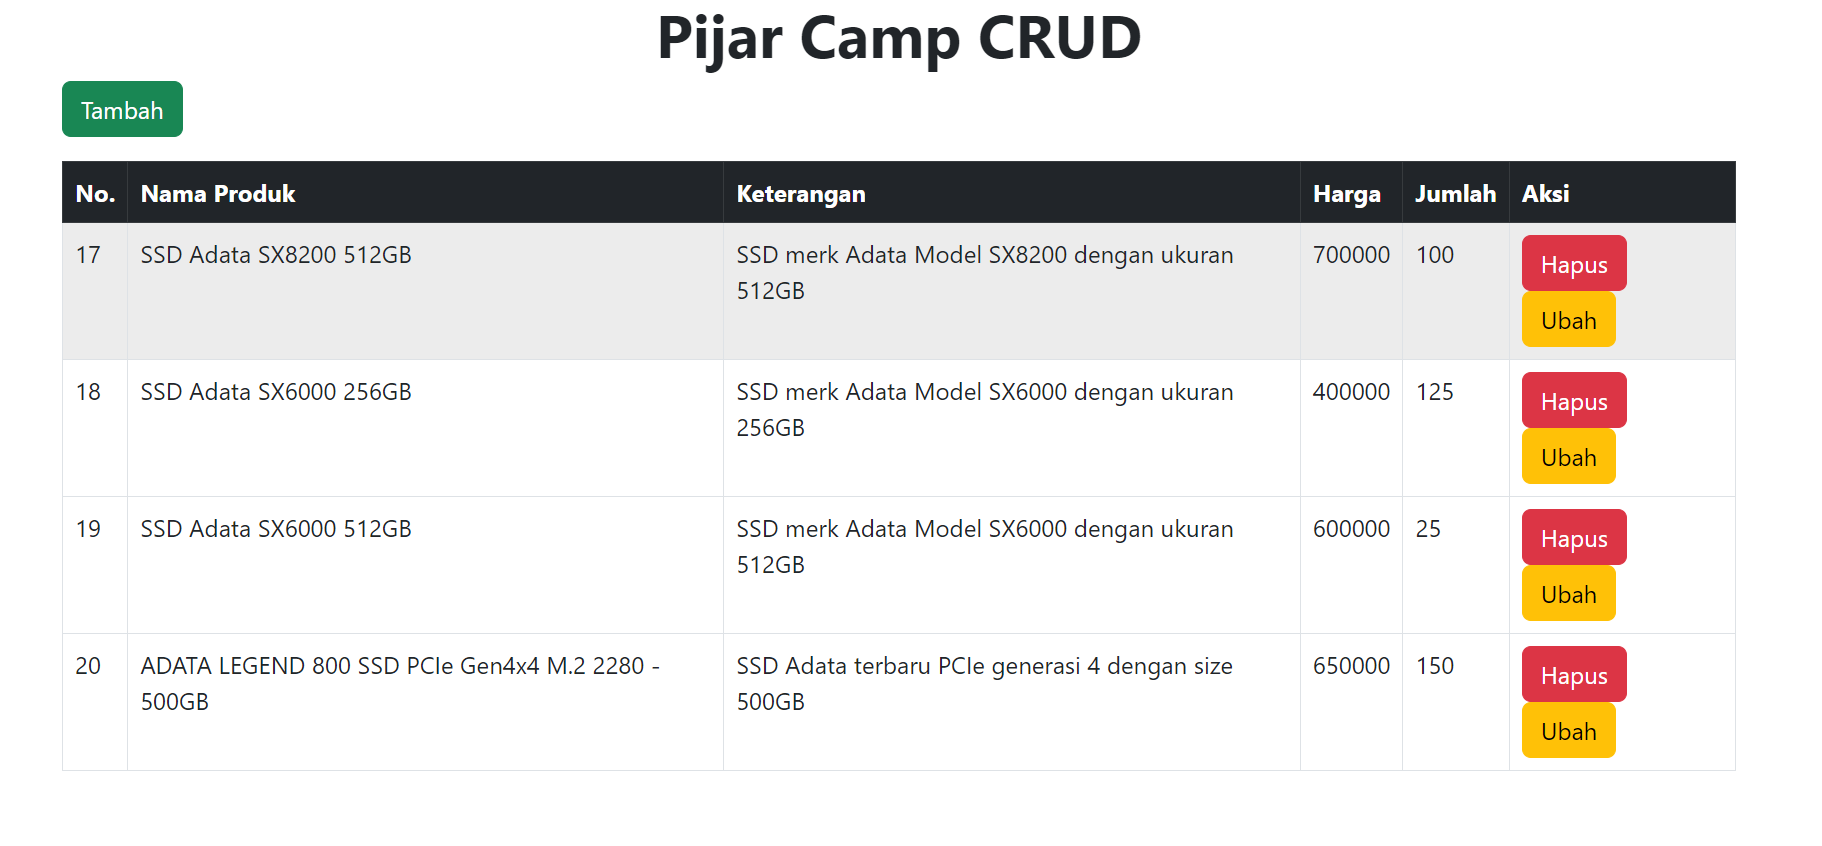 Pijar Camp CRUD
Tambah
No. Nama Produk Keterangan Harga Jumlah Aksi
17 SSD Adata SX8200 512GB SSD merk Adata Model SX8200 dengan ukuran 700000 100 Hapus
512GB
Ubah
18 SSD Adata SX6000 256GB SSD merk Adata Model SX6000 dengan ukuran 400000 125 Hapus
256GB
Ubah
19 SSD Adata SX6000 512GB SSD merk Adata Model SX6000 dengan ukuran 600000 25 Hapus
512GB
Ubah
20 ADATA LEGEND 800 SSD PCIe Gen4x4 M.2 2280 - SSD Adata terbaru PCIe generasi 4 dengan size 650000 150 Hapus
500GB 500GB
Ubah